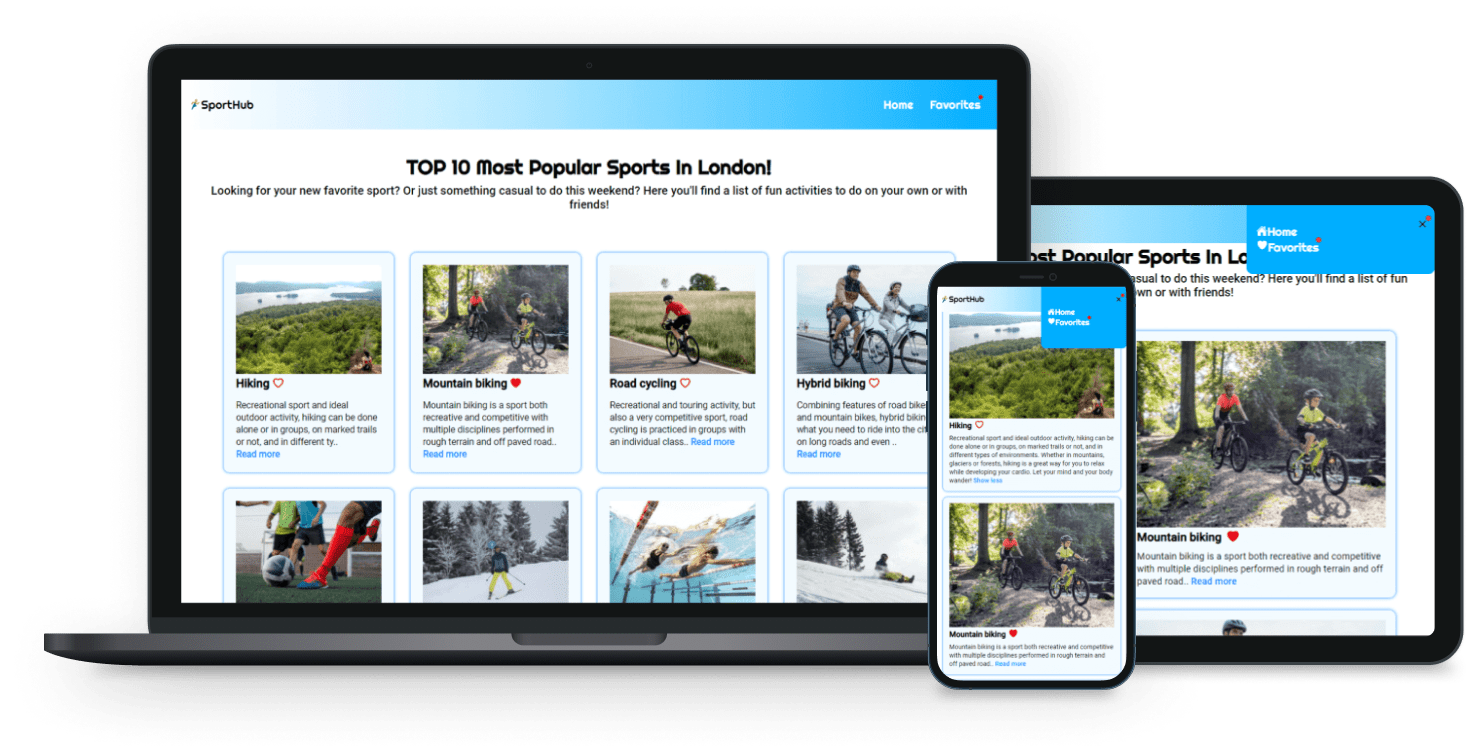 SportHub
Home Favorites
TOP 10 Most Popular Sports In London!
Looking for your new favorite sport? Or just something casual to do this weekend? Here you'll find a list of fun activities to do on your own or with
friends!
Hiking
Recreational sport and ideal
outdoor activity, hiking can be done
alone or in groups, on marked trails
or not, and in different ty..
Read more
Mountain biking
Mountain biking is a sport both
recreative and competitive with
multiple disciplines performed in
rough terrain and off paved road..
Read more
Road cycling
Recreational and touring activity, but
also a very competitive sport, road
cycling is practiced in groups with
an individual class.. Read more
Hybrid biking
Combining features of road bike
and mountain bikes, hybrid bikin
what you need to ride into the ci
on long roads and even ..
Read more
SportHub
Home
Favorites
Hiking
Recreational sport and ideal outdoor activity, hiking can be
done alone or in groups, on marked trails or not, and in
different types of environments. Whether in mountains,
glaciers or forests, hiking is a great way for you to relax
while developing your cardio. Let your mind and your body
wander! Show less
Mountain biking
Mountain biking is a sport both recreative and competitive
with multiple disciplines performed in rough terrain and
off paved road.. Read more
Home
Favorites
ost Popular Sports In Lo
asual to do this weekend? Here you'll find a list of fun
wn or with friends!
Mountain biking
Mountain biking is a sport both recreative and competitive
with multiple disciplines performed in rough terrain and off
paved road.. Read more